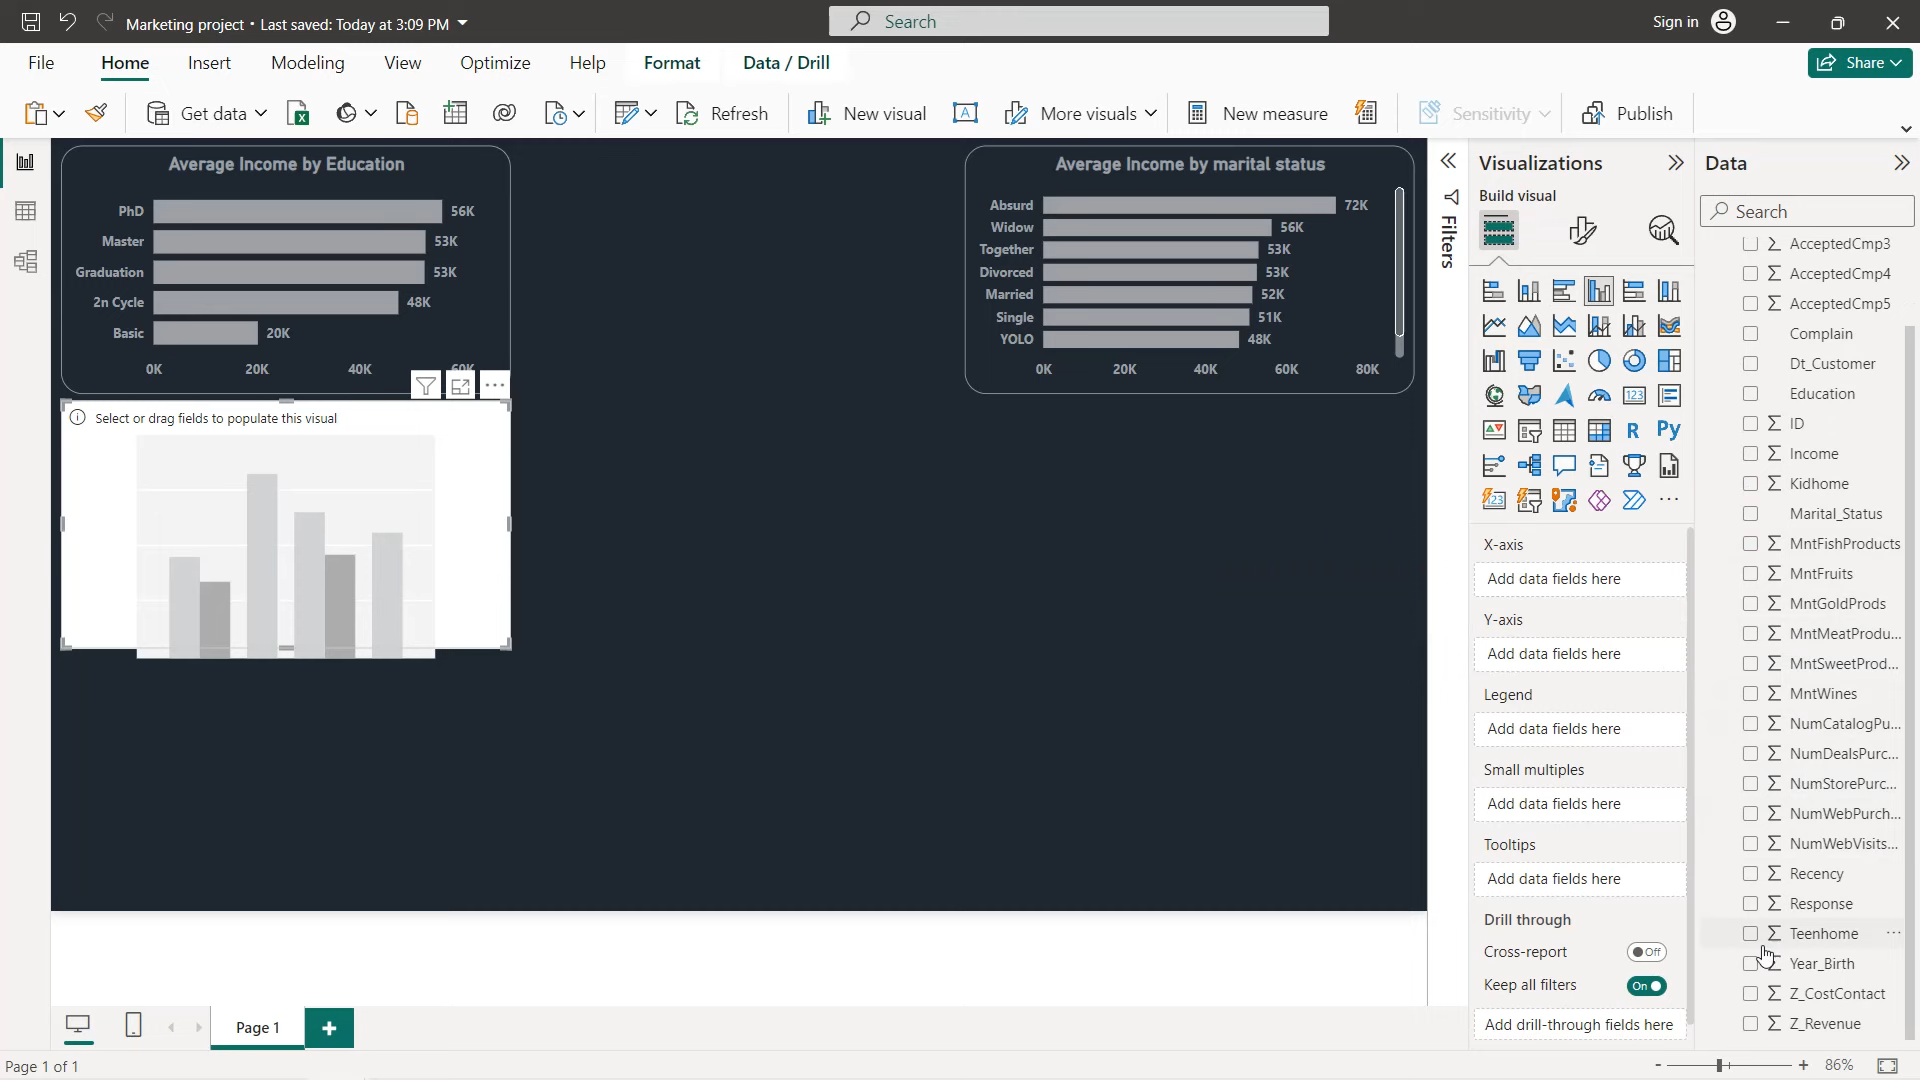 Marketing project • Last saved: Today at 3:09 PM
Search
Sign in
File
Home
Insert
Modeling
View
Optimize
Help
Format
Data / Drill
Share
Get data
Refresh
New visual
More visuals
New measure
Sensitivity
Publish
Average Income by Education
PhD 56K
Master 53K
Graduation 53K
2n Cycle 48K
Basic 20K
0K 20K 40K 60K
Select or drag fields to populate this visual
Average Income by marital status
Absurd 72K
Widow 56K
Together 53K
Divorced 53K
Married 52K
Single 51K
YOLO 48K
0K 20K 40K 60K 80K
Filters
Visualizations
Build visual
123
R
Py
123
X-axis
Add data fields here
Y-axis
Add data fields here
Legend
Add data fields here
Small multiples
Add data fields here
Tooltips
Add data fields here
Drill through
Cross-report
Off
Keep all filters
On
Add drill-through fields here
Data
Search
AcceptedCmp3
AcceptedCmp4
AcceptedCmp5
Complain
Dt_Customer
Education
ID
Income
Kidhome
Marital_Status
MntFishProducts
MntFruits
MntGoldProds
MntMeatProdu...
MntSweetProd...
MntWines
NumCatalogPu...
NumDealsPurc...
NumStorePurc...
NumWebPurch...
NumWebVisits...
Recency
Response
Teenhome
Year_Birth
Z_CostContact
Z_Revenue
Page 1
Page 1 of 1
86%